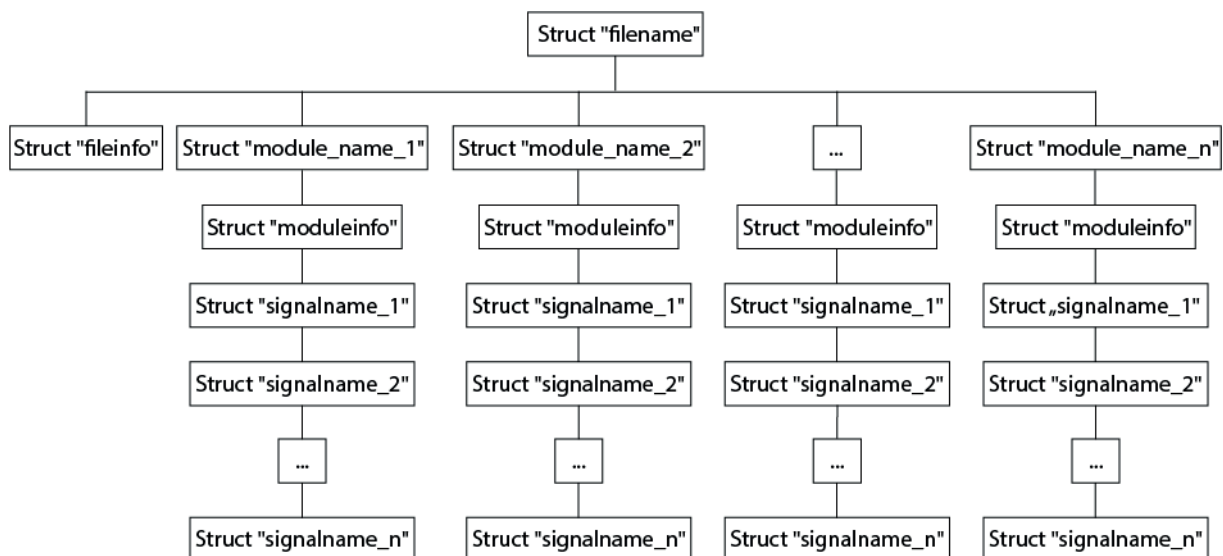 Struct "filename"
Struct "fileinfo"
Struct "module_name_1"
Struct "module_name_2"
...
Struct "module_name_n"
Struct "moduleinfo"
Struct "moduleinfo"
Struct "moduleinfo"
Struct "moduleinfo"
Struct "signalname_1"
Struct "signalname_1"
Struct "signalname_1"
Struct „signalname_1"
Struct "signalname_2"
Struct "signalname_2"
Struct "signalname_2"
Struct "signalname_2"
...
...
...
...
Struct "signalname_n"
Struct "signalname_n"
Struct "signalname_n"
Struct "signalname_n"